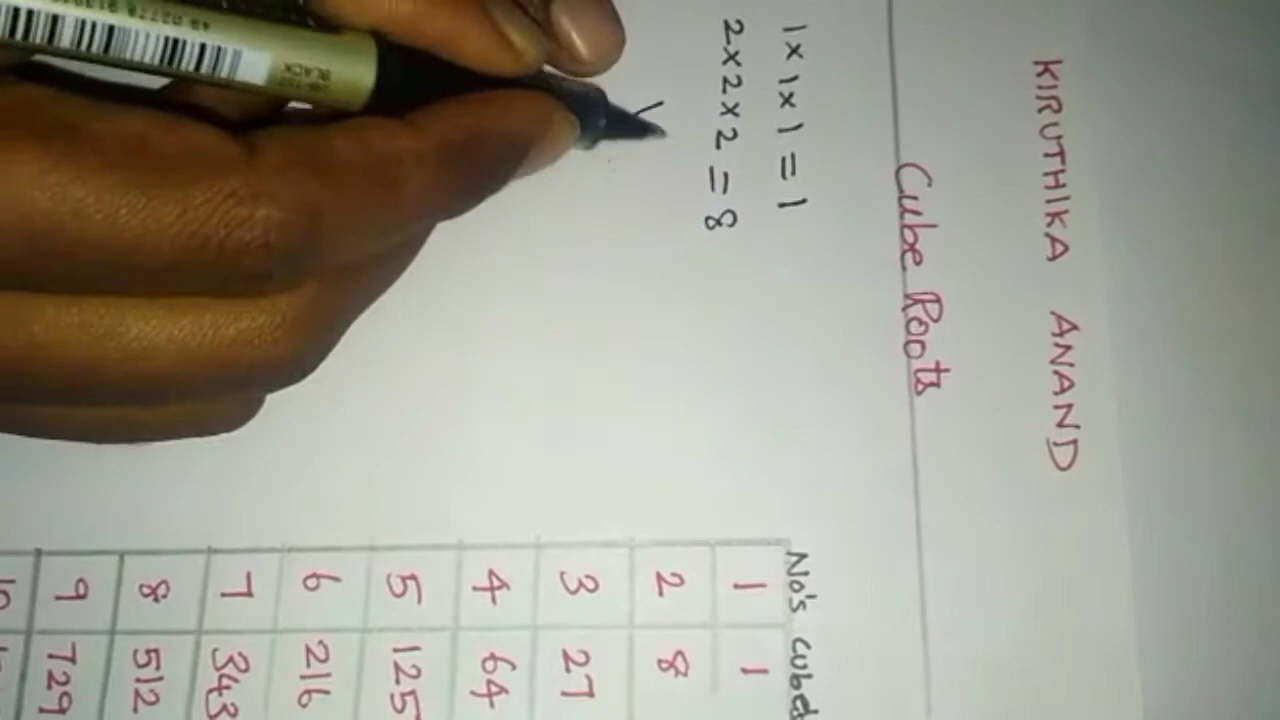 KIRUTHIKA ANAND
Cube Roots
1 x 1 x 1 = 1
2 x 2 x 2 = 8
No's cubed
1 1
2 8
3 27
4 64
5 125
6 216
7 343
8 512
9 729
BLACK